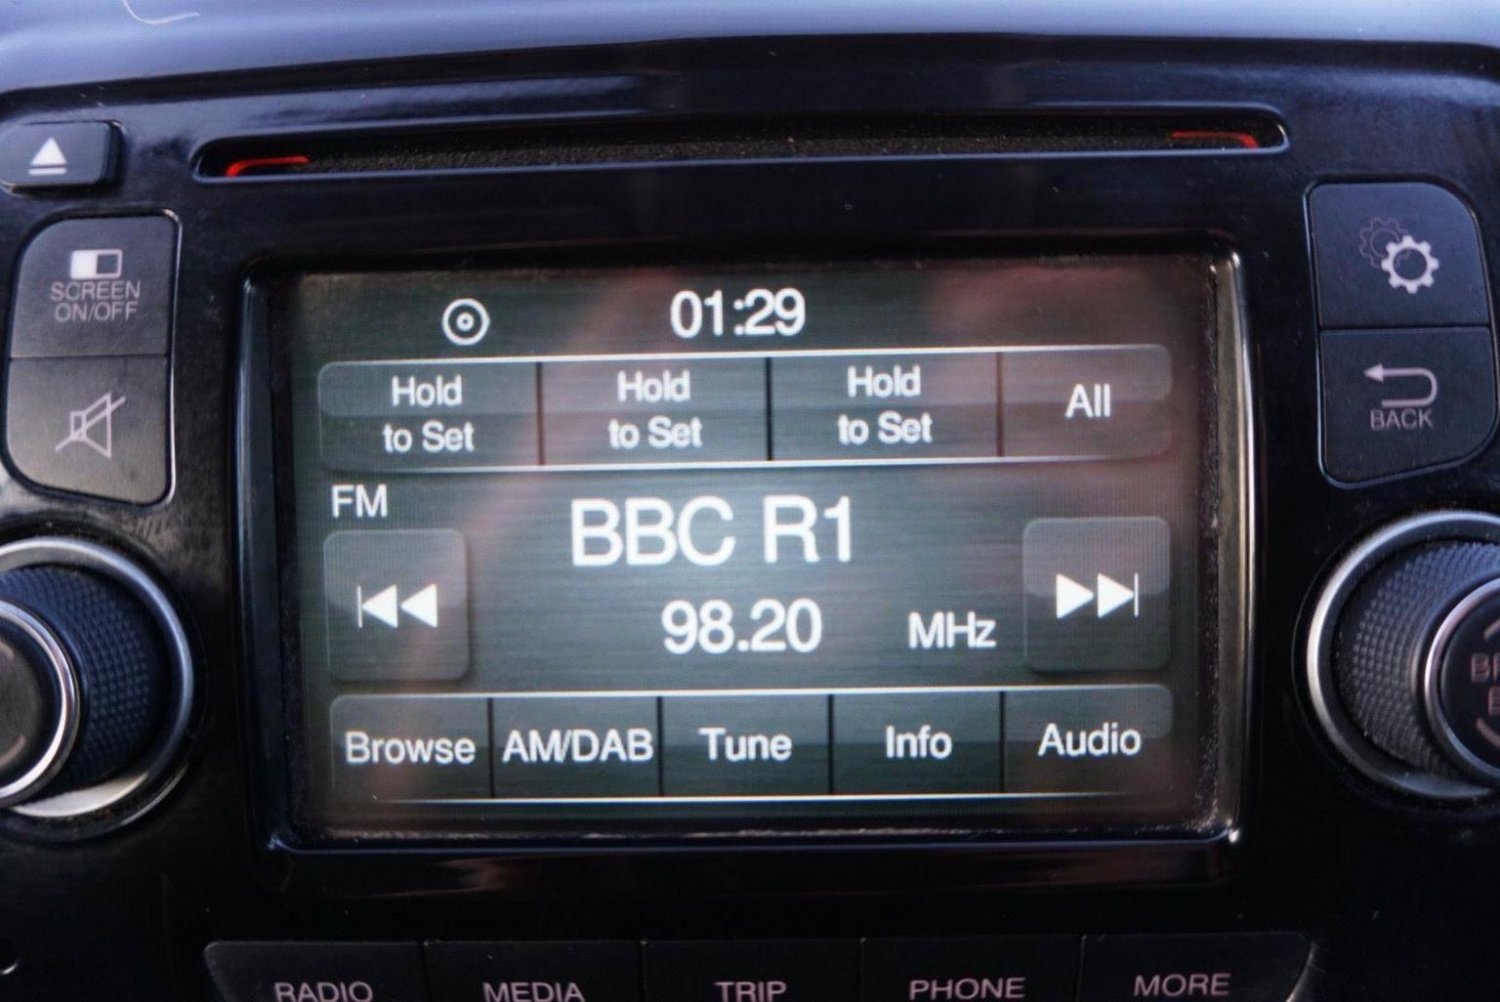 SCREEN
ON/OFF
01:29
Hold
to Set
Hold
to Set
Hold
to Set
All
BACK
FM
BBC R1
98.20 MHz
Browse
AM/DAB
Tune
Info
Audio
RADIO
MEDIA
TRIP
PHONE
MORE